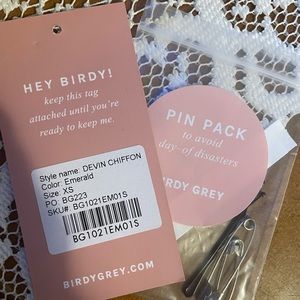 HEY BIRDY!
keep this tag
attached until you're
ready to keep me.
Style name: DEVIN CHIFFON
Color: Emerald
Size: XS
PO: BG223
SKU#: BG1021EM01S
BG1021EM01S
BIRDYGREY.COM
PIN PACK
to avoid
day-of disasters
BIRDY GREY